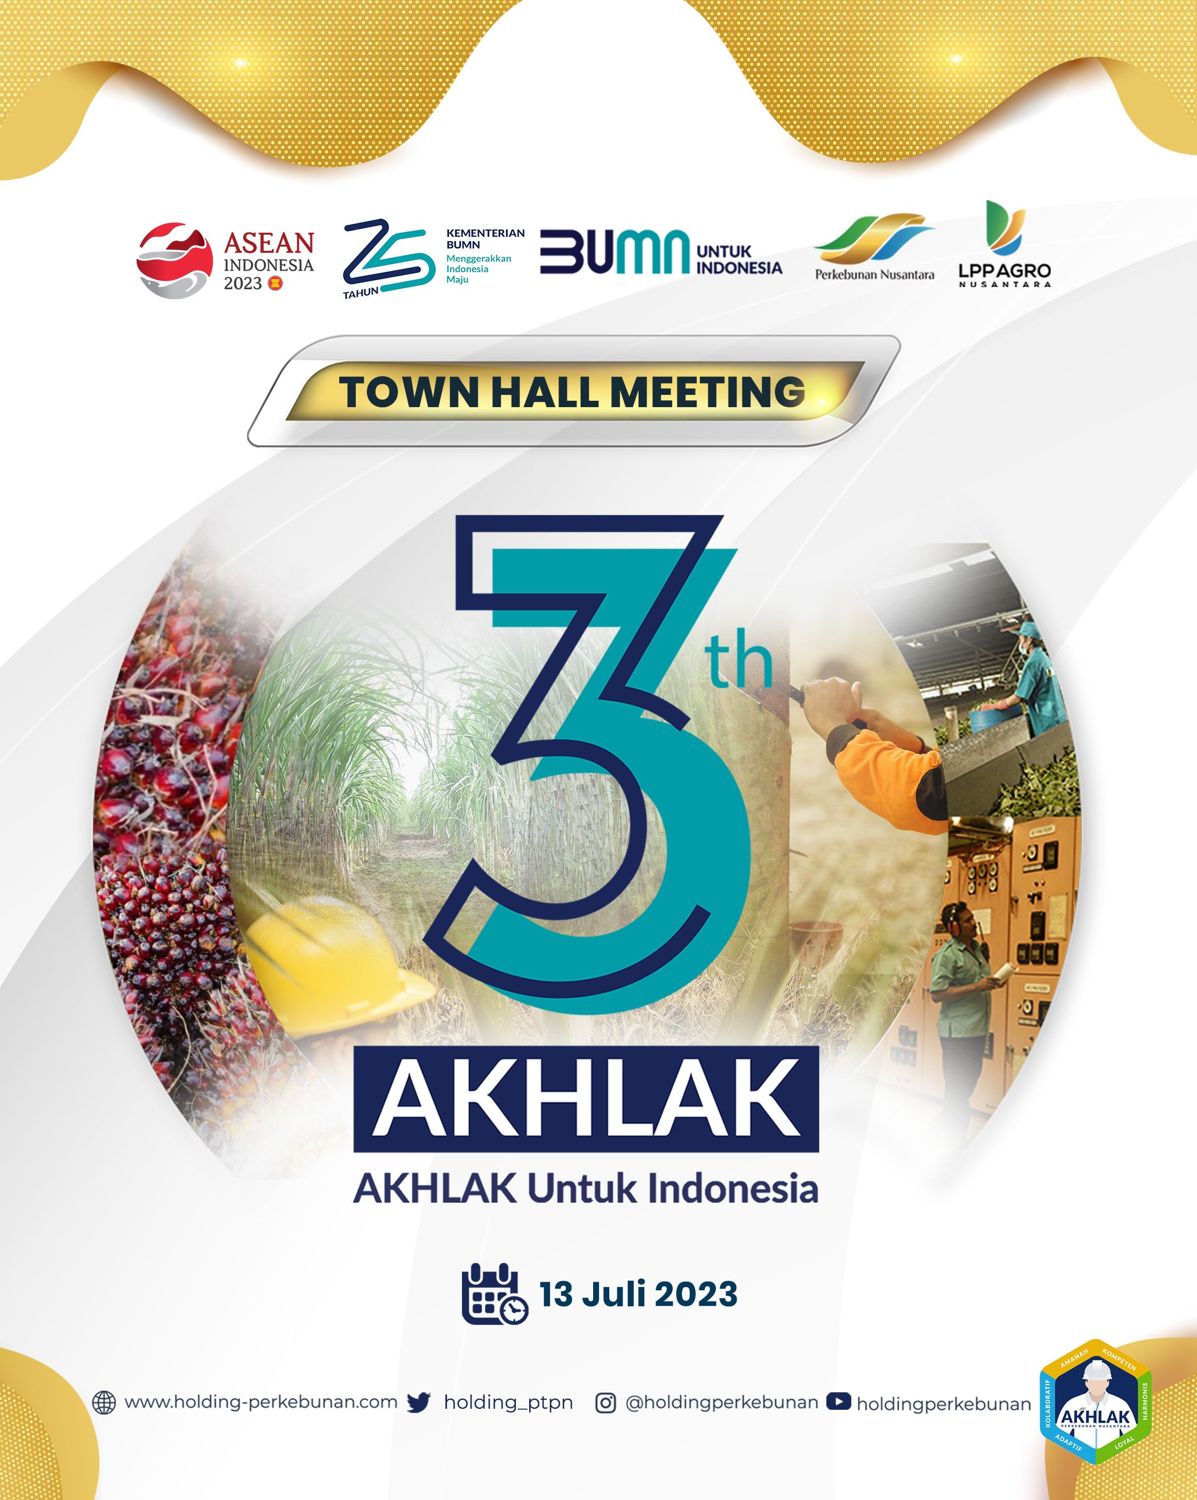 ASEAN
INDONESIA
2023
25
TAHUN
KEMENTERIAN
BUMN
Menggerakkan
Indonesia
Maju
BUMN
UNTUK
INDONESIA
Perkebunan Nusantara
LPP AGRO
NUSANTARA
TOWN HALL MEETING
3th
AKHLAK
AKHLAK Untuk Indonesia
13 Juli 2023
www.holding-perkebunan.com
holding_ptpn
@holdingperkebunan
holdingperkebunan
AMANAH
KOMPETEN
HARMONIS
LOYAL
ADAPTIF
KOLABORATIF
AKHLAK
PERKEBUNAN NUSANTARA